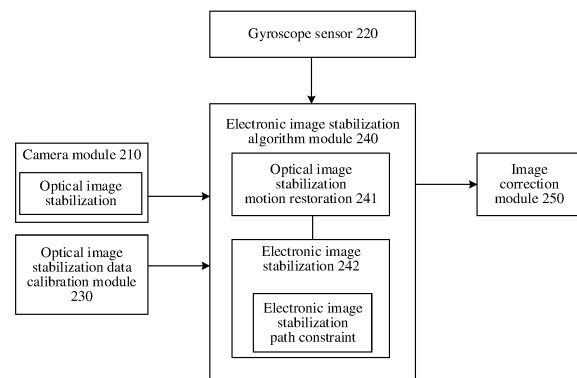 Gyroscope sensor 220
Electronic image stabilization
algorithm module 240
Camera module 210
Optical image
stabilization
Optical image
stabilization data
calibration module
230
Optical image
stabilization
motion restoration 241
Electronic image
stabilization 242
Electronic image
stabilization
path constraint
Image
correction
module 250